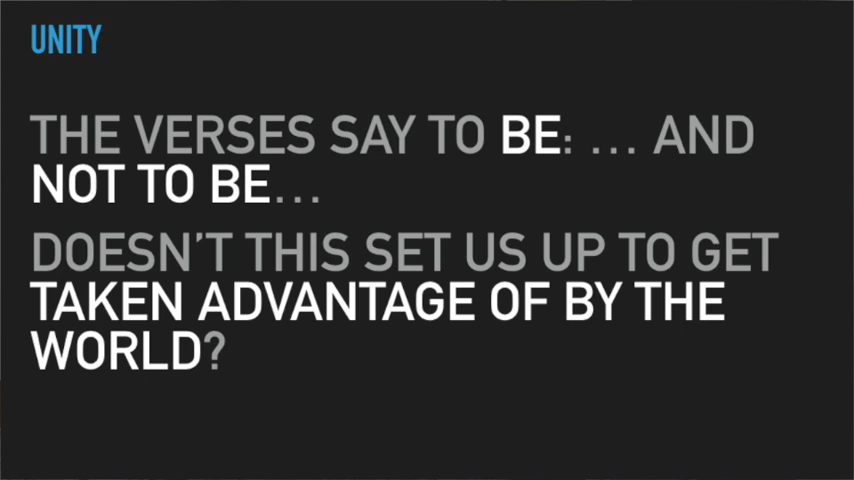 UNITY
THE VERSES SAY TO BE: … AND
NOT TO BE…
DOESN'T THIS SET US UP TO GET
TAKEN ADVANTAGE OF BY THE
WORLD?